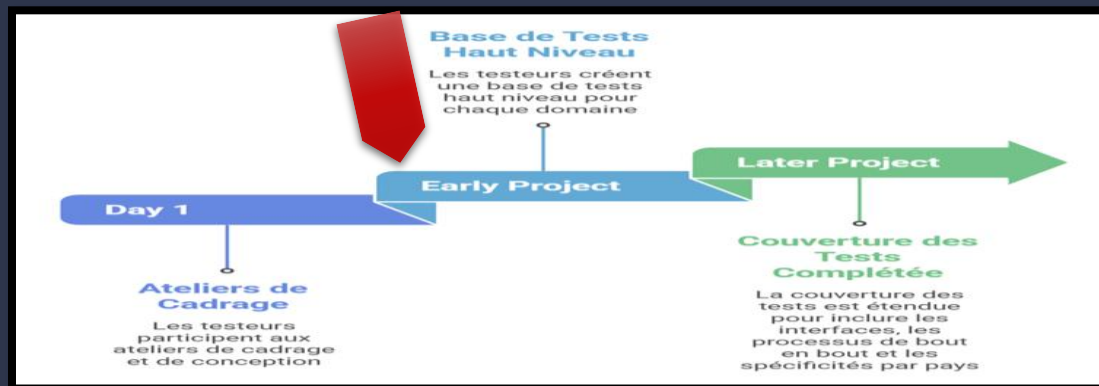 Base de Tests
Haut Niveau
Les testeurs créent
une base de tests
haut niveau pour
chaque domaine
Later Project
Early Project
Day 1
Ateliers de
Cadrage
Les testeurs
participent aux
ateliers de cadrage
et de conception
Couverture des
Tests
Complétée
La couverture des
tests est étendue
pour inclure les
interfaces, les
processus de bout
en bout et les
spécificités par pays